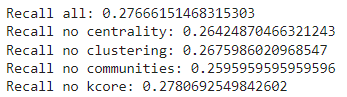 Recall all: 0.27666151468315303
Recall no centrality: 0.26424870466321243
Recall no clustering: 0.2675986020968547
Recall no communities: 0.2595959595959596
Recall no kcore: 0.2780692549842602